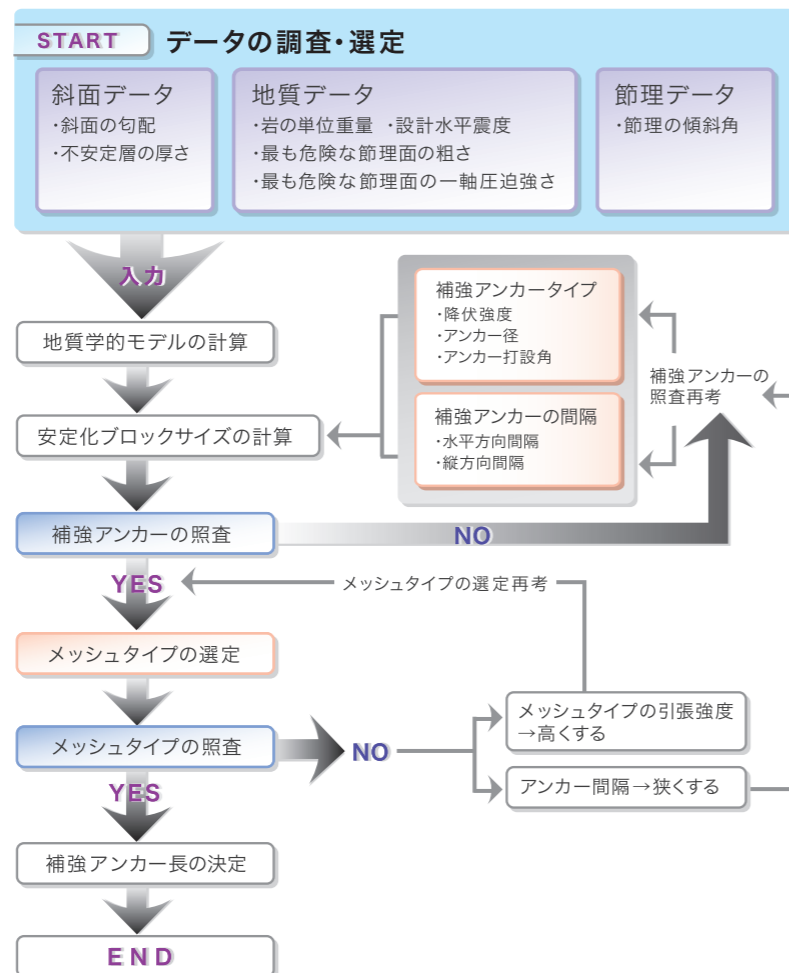 START データの調査・選定
斜面データ
・斜面の匂配
・不安定層の厚さ
地質データ
・岩の単位重量 ・設計水平震度
・最も危険な節理面の粗さ
・最も危険な節理面の一軸圧迫強さ
節理データ
・節理の傾斜角
入力
地質学的モデルの計算
安定化ブロックサイズの計算
補強アンカータイプ
・降伏強度
・アンカー径
・アンカー打設角
補強アンカーの間隔
・水平方向間隔
・縦方向間隔
補強アンカーの
照査再考
補強アンカーの照査
NO
YES
メッシュタイプの選定再考
メッシュタイプの選定
メッシュタイプの照査
NO
メッシュタイプの引張強度
→高くする
アンカー間隔→狭くする
YES
補強アンカー長の決定
END